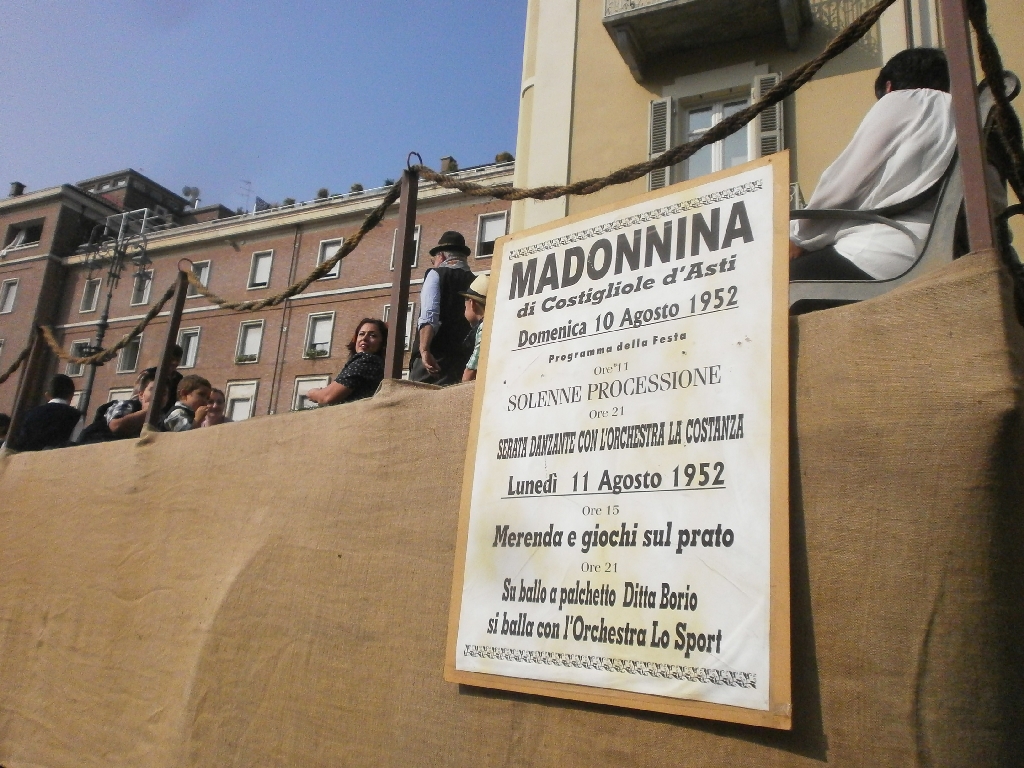 MADONNINA
di Costigliole d'Asti
Domenica 10 Agosto 1952
Programma della Festa
Ore 11
SOLENNE PROCESSIONE
Ore 21
SERATA DANZANTE CON L'ORCHESTRA LA COSTANZA
Lunedì 11 Agosto 1952
Ore 15
Merenda e giochi sul prato
Ore 21
Su ballo a palchetto Ditta Borio
si balla con l'Orchestra Lo Sport